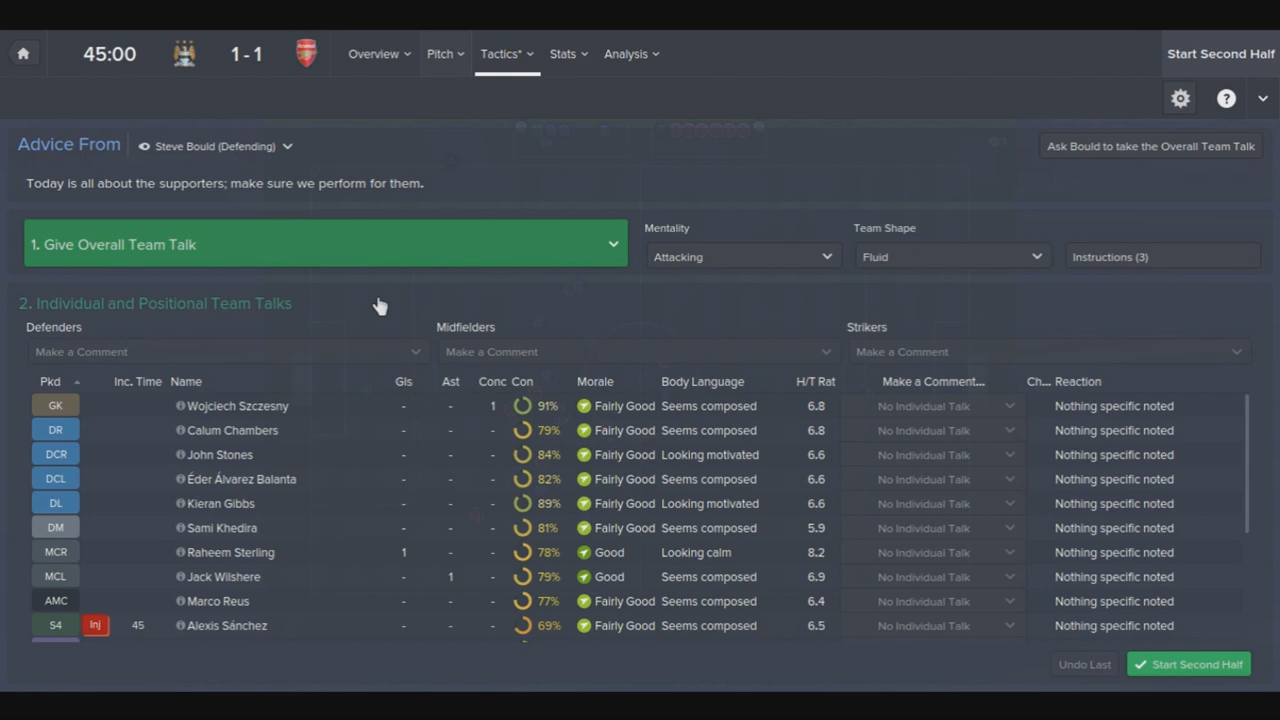 45:00 1 - 1 Overview Pitch Tactics* Stats Analysis Start Second Half
Advice From Steve Bould (Defending) Ask Bould to take the Overall Team Talk
Today is all about the supporters; make sure we perform for them.
Mentality Team Shape
1. Give Overall Team Talk Attacking Fluid Instructions (3)
2. Individual and Positional Team Talks
Defenders Midfielders Strikers
Make a Comment Make a Comment Make a Comment
Pkd Inc. Time Name Gls Ast Conc Con Morale Body Language H/T Rat Make a Comment... Ch... Reaction
GK Wojciech Szczesny - - 1 91% Fairly Good Seems composed 6.8 No Individual Talk Nothing specific noted
DR Calum Chambers - - - 79% Fairly Good Seems composed 6.8 No Individual Talk Nothing specific noted
DCR John Stones - - - 84% Fairly Good Looking motivated 6.6 No Individual Talk Nothing specific noted
DCL Éder Álvarez Balanta - - - 82% Fairly Good Seems composed 6.6 No Individual Talk Nothing specific noted
DL Kieran Gibbs - - - 89% Fairly Good Looking motivated 6.6 No Individual Talk Nothing specific noted
DM Sami Khedira - - - 81% Fairly Good Seems composed 5.9 No Individual Talk Nothing specific noted
MCR Raheem Sterling 1 - - 78% Good Looking calm 8.2 No Individual Talk Nothing specific noted
MCL Jack Wilshere - 1 - 79% Good Seems composed 6.9 No Individual Talk Nothing specific noted
AMC Marco Reus - - - 77% Fairly Good Seems composed 6.4 No Individual Talk Nothing specific noted
S4 Inj 45 Alexis Sánchez - - - 69% Fairly Good Seems composed 6.5 No Individual Talk Nothing specific noted
Undo Last Start Second Half